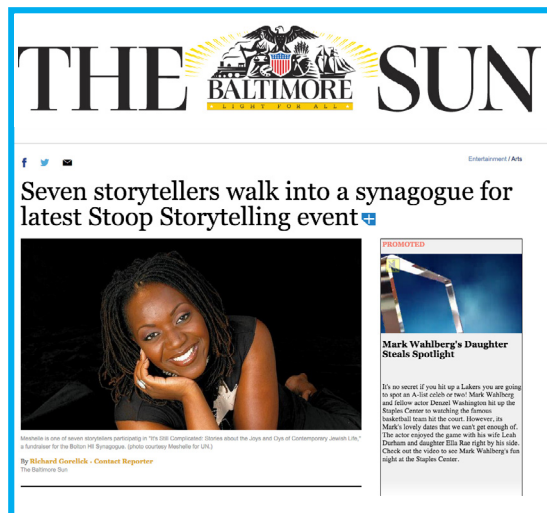 THE BALTIMORE SUN
LIGHT FOR ALL
Entertainment / Arts
Seven storytellers walk into a synagogue for
latest Stoop Storytelling event
PROMOTED
Mark Wahlberg's Daughter
Steals Spotlight
It's no secret if you hit up a Lakers you are going
to spot an A-list celeb or two! Mark Wahlberg
and fellow actor Denzel Washington hit up the
Staples Center to watching the famous
basketball team hit the court. However, its
Mark's lovely dates that we can't get enough of.
The actor enjoyed the game with his wife Leah
Durham and daughter Ella Rae right by his side.
Check out the video to see Mark Wahlberg's fun
night at the Staples Center.
Meshelle is one of seven storytellers participatig in "It's Still Complicated: Stories about the Joys and Oys of Contemporary Jewish Life,"
a fundraiser for the Bolton Hill Synagogue. (photo courtesy Meshelle for UN.)
By Richard Gorelick - Contact Reporter
The Baltimore Sun